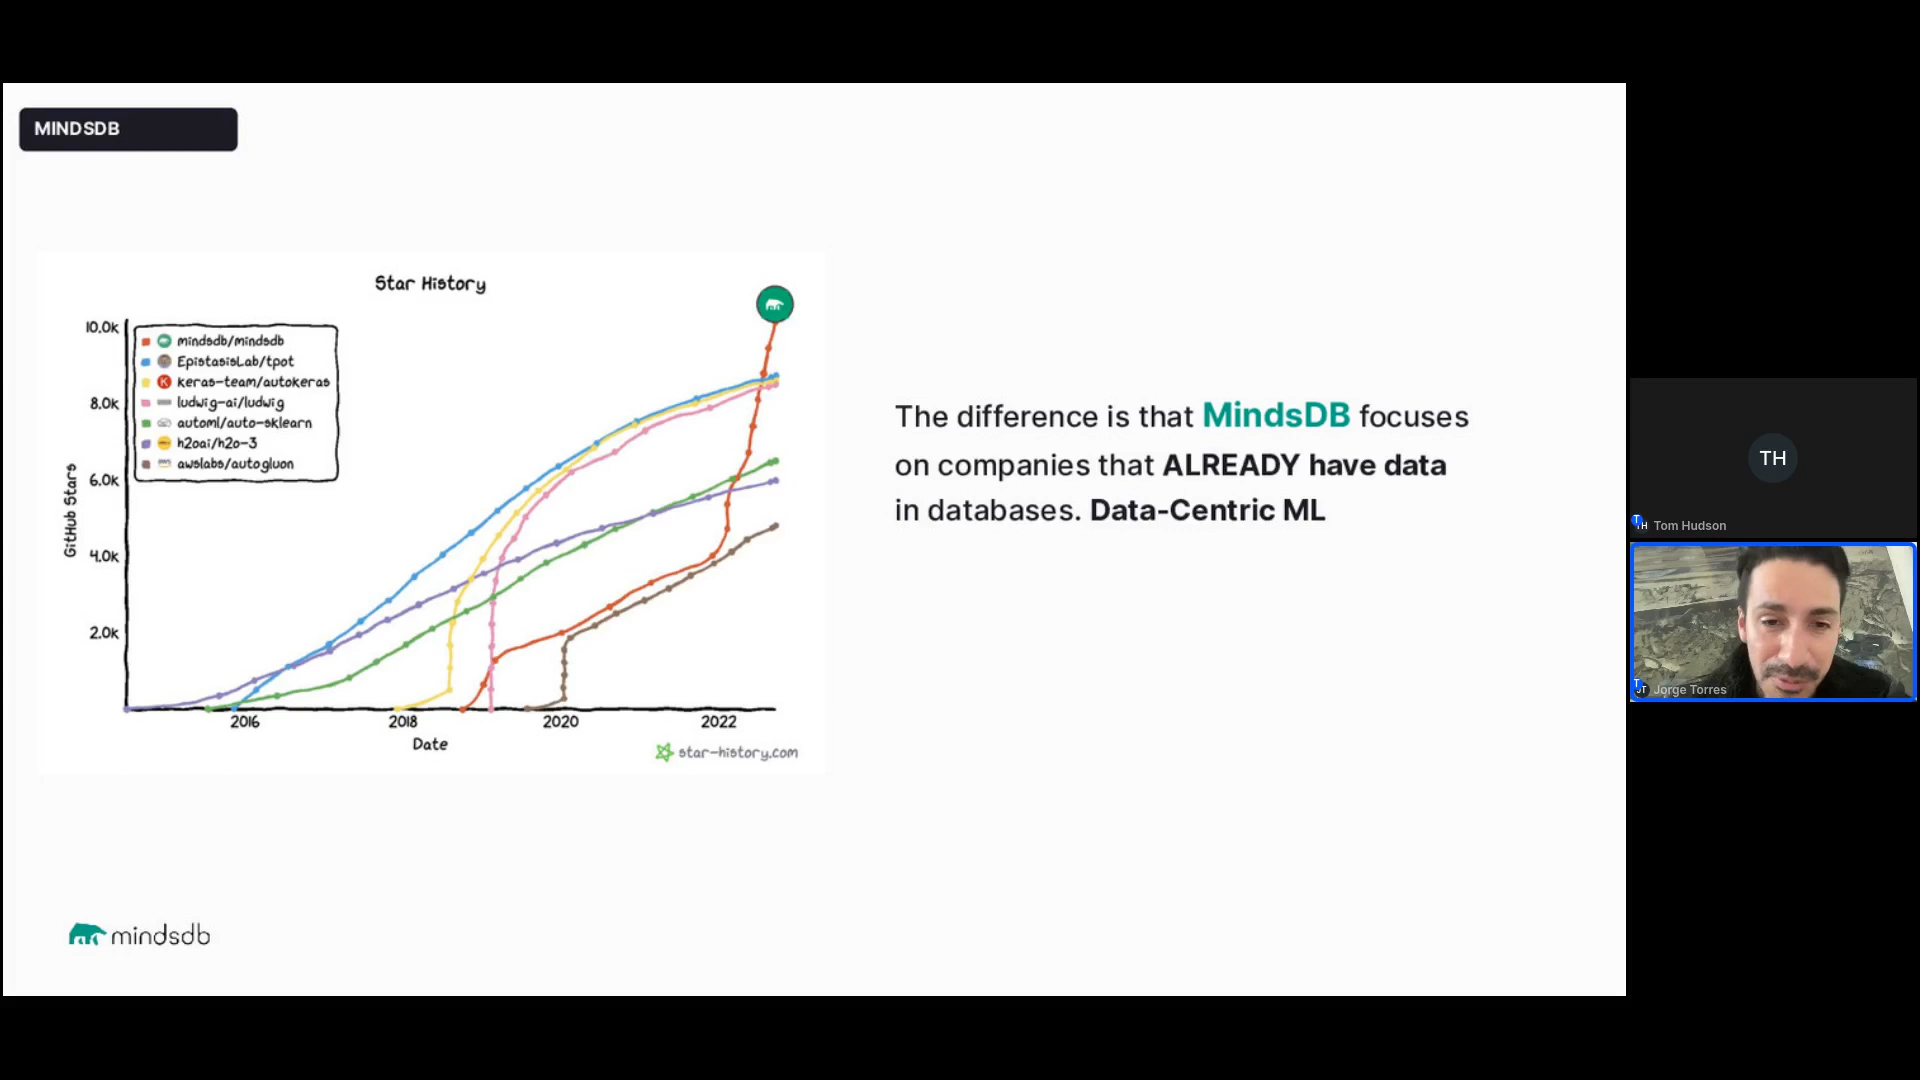 MINDSDB
Star History
10.0k
8.0k
6.0k
4.0k
2.0k
GitHub Stars
mindsdb/mindsdb
EpistasisLab/tpot
K
keras-team/autokeras
ludwig-ai/ludwig
automl/auto-sklearn
h2oai/h2o-3
awslabs/autogluon
2016
2018
2020
2022
Date
star-history.com
The difference is that MindsDB focuses
on companies that ALREADY have data
in databases. Data-Centric ML
mindsdb
TH
Tom Hudson
Jorge Torres